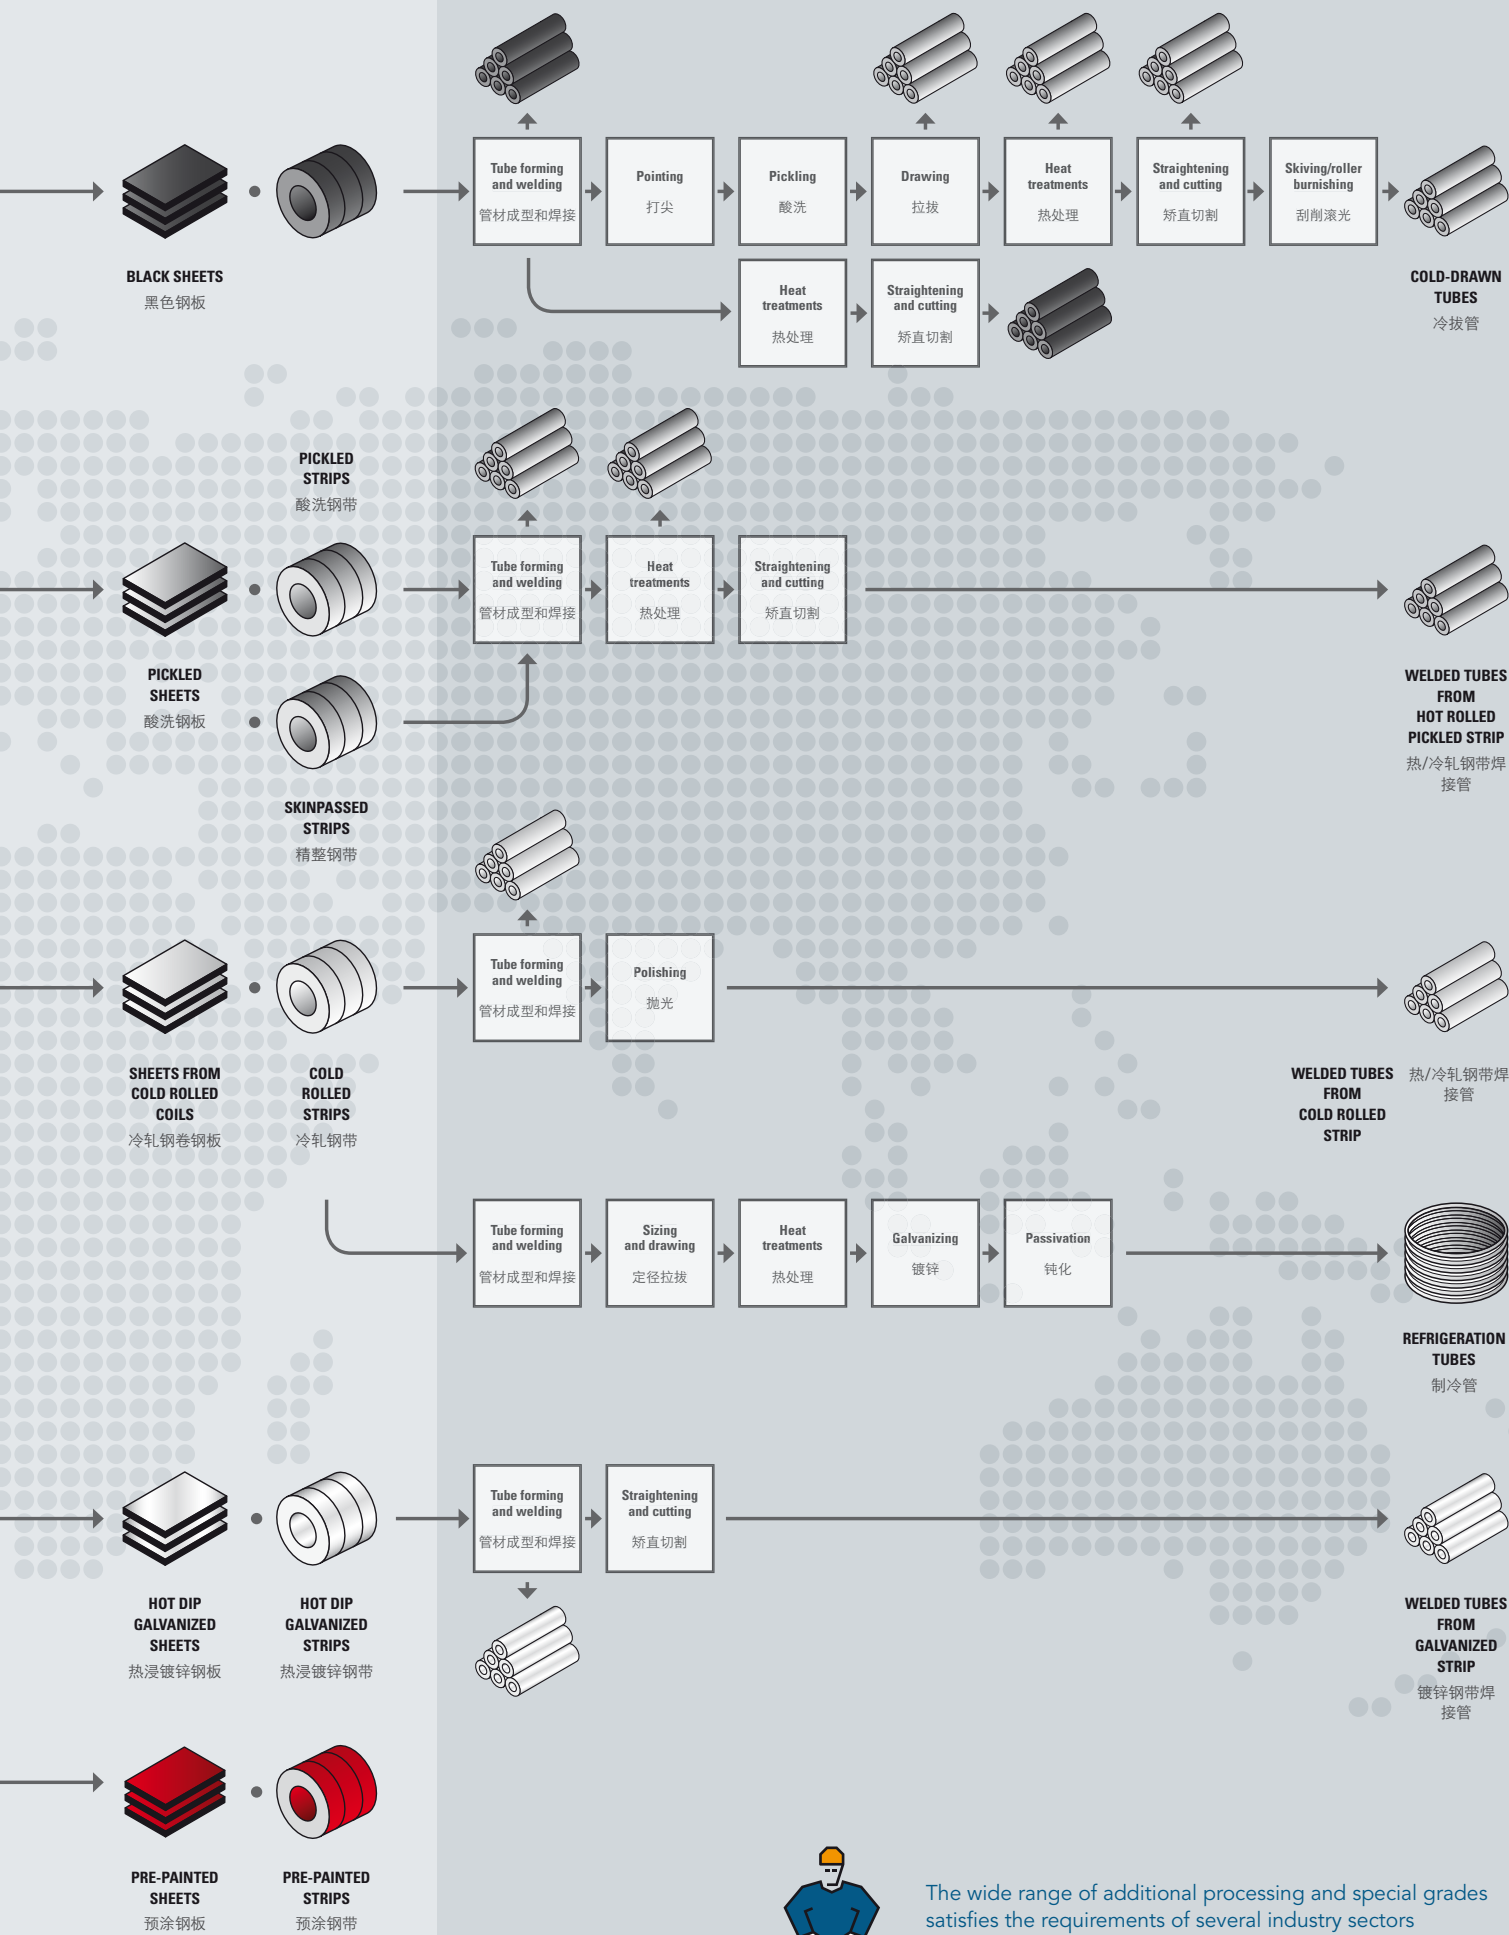 Tube forming
and welding
管材成型和焊接
Pointing
打尖
Pickling
酸洗
Drawing
拉拔
Heat
treatments
热处理
Straightening
and cutting
矫直切割
Skiving/roller
burnishing
刮削滚光
BLACK SHEETS
黑色钢板
COLD-DRAWN
TUBES
冷拔管
Heat
treatments
热处理
Straightening
and cutting
矫直切割
PICKLED
STRIPS
酸洗钢带
Tube forming
and welding
管材成型和焊接
Heat
treatments
热处理
Straightening
and cutting
矫直切割
PICKLED
SHEETS
酸洗钢板
WELDED TUBES
FROM
HOT ROLLED
PICKLED STRIP
热/冷轧钢带焊
接管
SKINPASSED
STRIPS
精整钢带
Tube forming
and welding
管材成型和焊接
Polishing
抛光
SHEETS FROM
COLD ROLLED
COILS
冷轧钢卷钢板
COLD
ROLLED
STRIPS
冷轧钢带
WELDED TUBES
FROM
COLD ROLLED
STRIP
热/冷轧钢带焊
接管
Tube forming
and welding
管材成型和焊接
Sizing
and drawing
定径拉拔
Heat
treatments
热处理
Galvanizing
镀锌
Passivation
钝化
REFRIGERATION
TUBES
制冷管
Tube forming
and welding
管材成型和焊接
Straightening
and cutting
矫直切割
HOT DIP
GALVANIZED
SHEETS
热浸镀锌钢板
HOT DIP
GALVANIZED
STRIPS
热浸镀锌钢带
WELDED TUBES
FROM
GALVANIZED
STRIP
镀锌钢带焊
接管
PRE-PAINTED
SHEETS
预涂钢板
PRE-PAINTED
STRIPS
预涂钢带
The wide range of additional processing and special grades
satisfies the requirements of several industry sectors